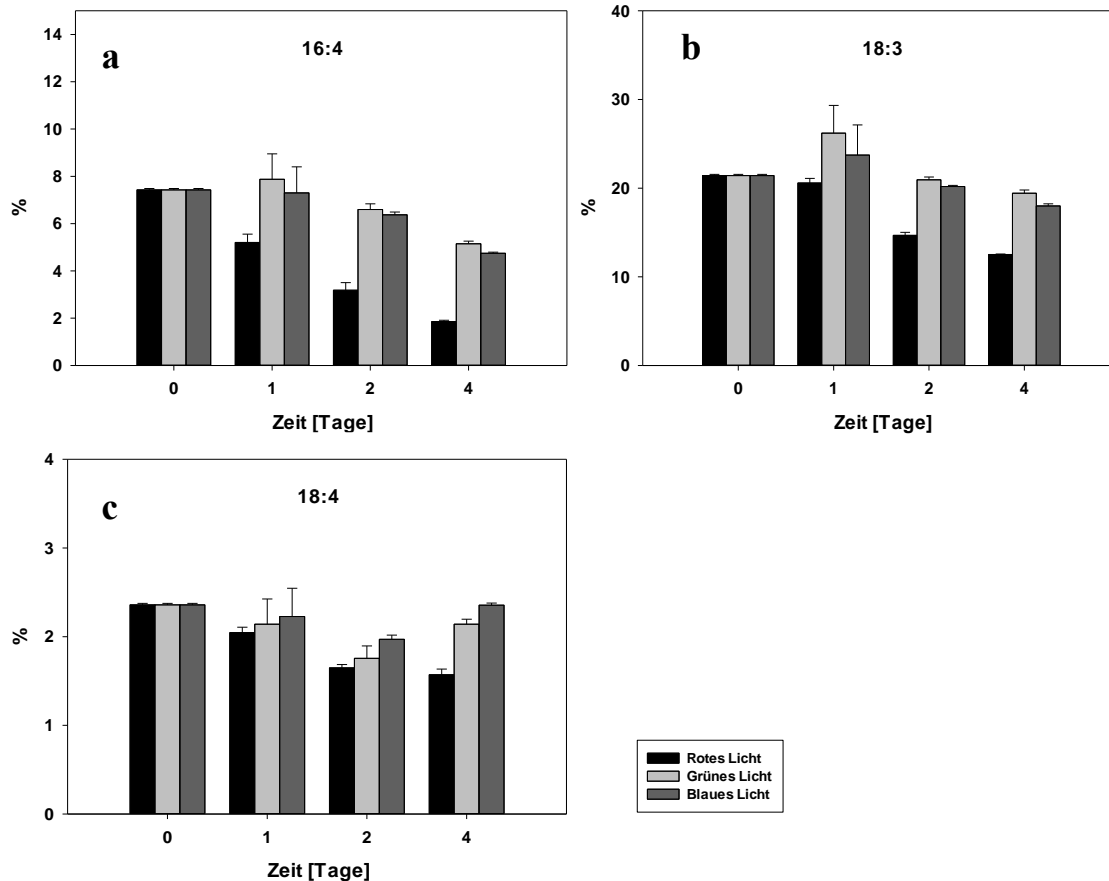 a
16:4
14
12
10
8
6
4
2
0
%
0 1 2 4
Zeit [Tage]
b
18:3
40
30
20
10
0
%
0 1 2 4
Zeit [Tage]
c
18:4
4
3
2
1
0
%
0 1 2 4
Zeit [Tage]
Rotes Licht
Grünes Licht
Blaues Licht